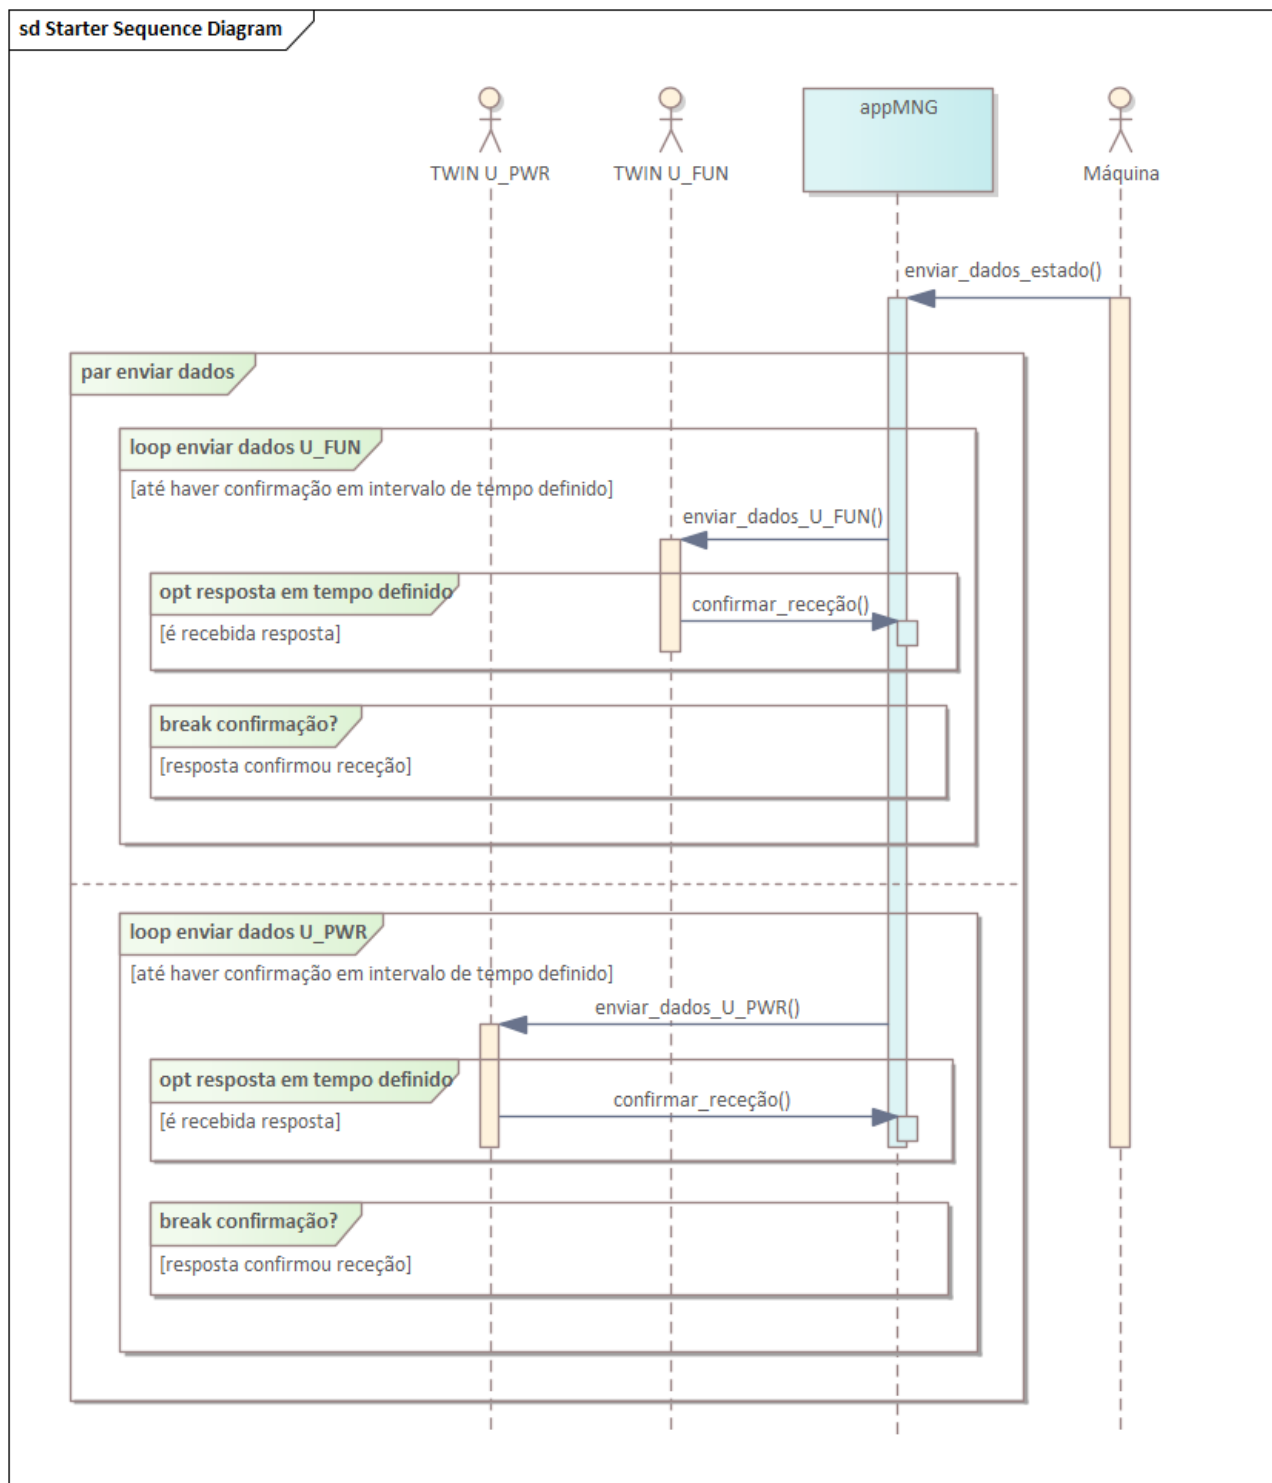 sd Starter Sequence Diagram
TWIN U_PWR
TWIN U_FUN
appMNG
Máquina
enviar_dados_estado()
par enviar dados
loop enviar dados U_FUN
[até haver confirmação em intervalo de tempo definido]
enviar_dados_U_FUN()
opt resposta em tempo definido
confirmar_receção()
[é recebida resposta]
break confirmação?
[resposta confirmou receção]
loop enviar dados U_PWR
[até haver confirmação em intervalo de tempo definido]
enviar_dados_U_PWR()
opt resposta em tempo definido
confirmar_receção()
[é recebida resposta]
break confirmação?
[resposta confirmou receção]